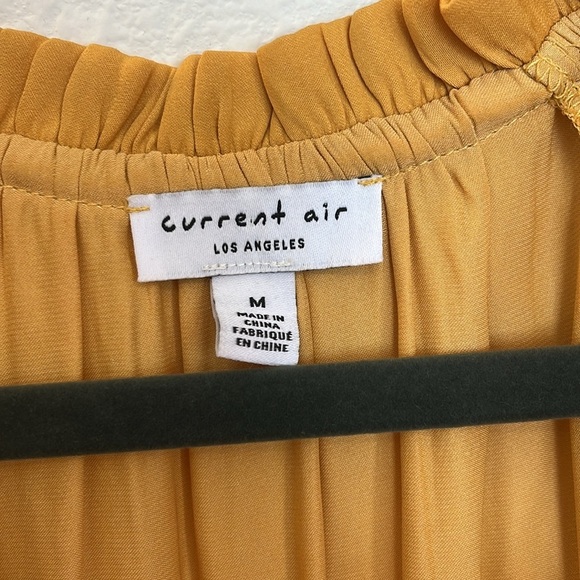 current air
LOS ANGELES
M
MADE IN
CHINA
FABRIQUÉ
EN CHINE